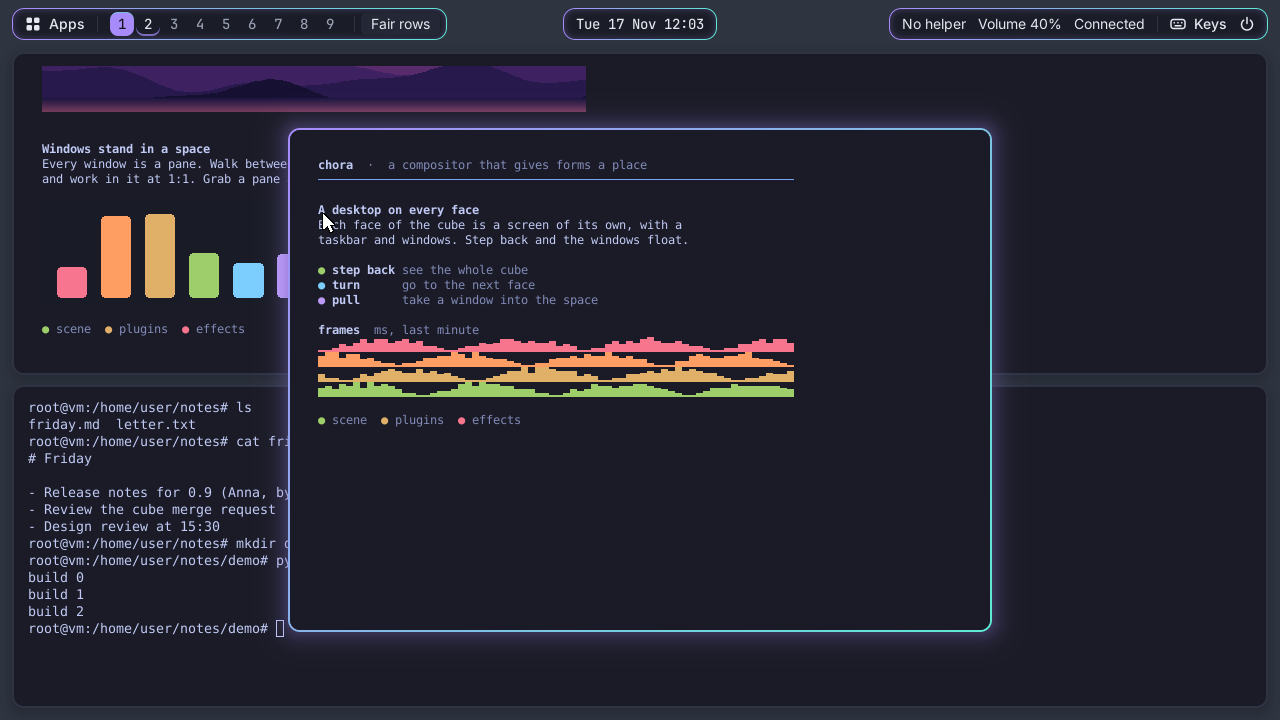 Apps 1 2 3 4 5 6 7 8 9 Fair rows
Tue 17 Nov 12:03
No helper Volume 40% Connected Keys
Windows stand in a space
Every window is a pane. Walk betwee
and work in it at 1:1. Grab a pane
scene plugins effects
root@vm:/home/user/notes# ls
friday.md letter.txt
root@vm:/home/user/notes# cat fri
# Friday
- Release notes for 0.9 (Anna, by
- Review the cube merge request
- Design review at 15:30
root@vm:/home/user/notes# mkdir
root@vm:/home/user/notes/demo# py
build 0
build 1
build 2
root@vm:/home/user/notes/demo#
chora · a compositor that gives forms a place
A desktop on every face
Each face of the cube is a screen of its own, with a
taskbar and windows. Step back and the windows float.
step back see the whole cube
turn go to the next face
pull take a window into the space
frames ms, last minute
scene plugins effects